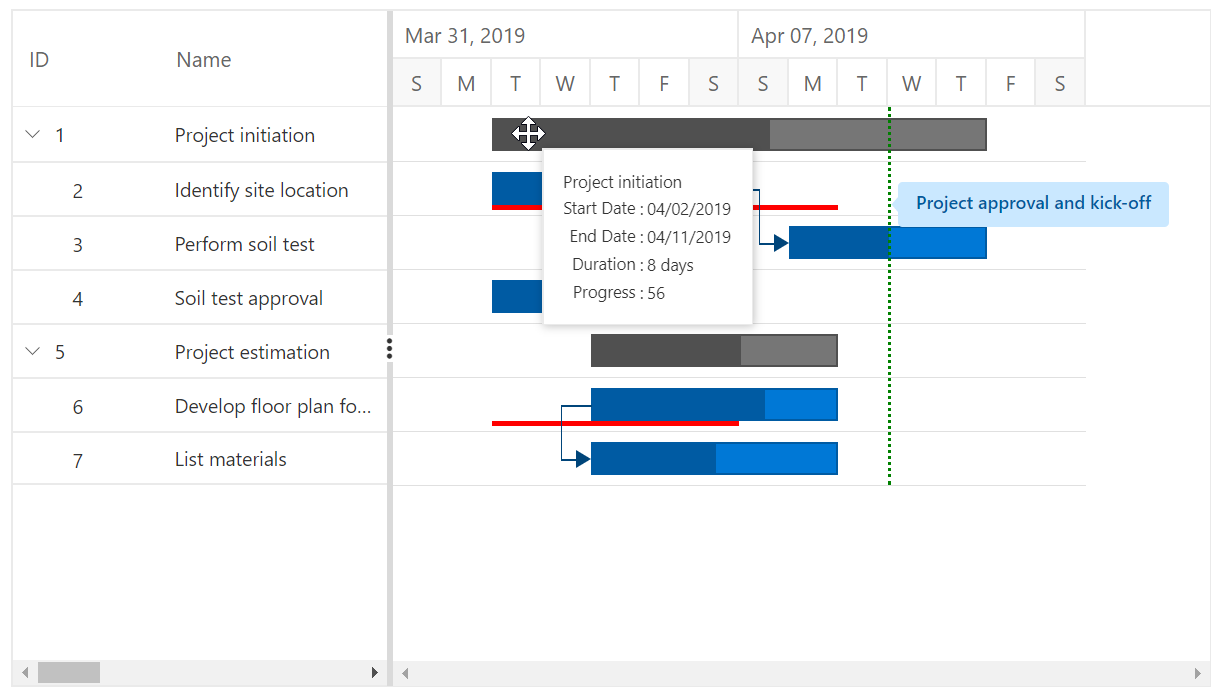 ID Name
Mar 31, 2019 Apr 07, 2019
S M T W T F S S M T W T F S
1 Project initiation
2 Identify site location
3 Perform soil test
4 Soil test approval
5 Project estimation
6 Develop floor plan fo...
7 List materials
Project initiation
Start Date : 04/02/2019
End Date : 04/11/2019
Duration : 8 days
Progress : 56
Project approval and kick-off